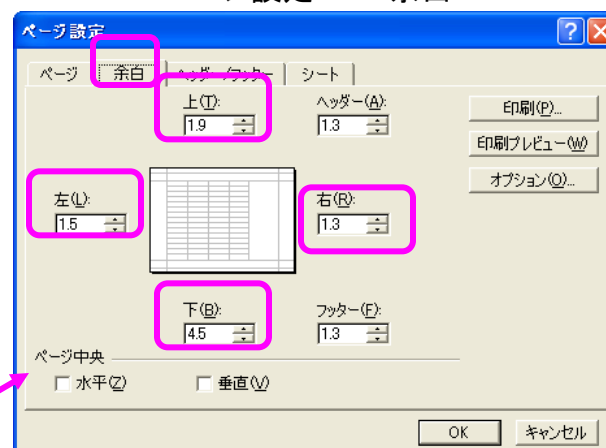 ページ設定
ページ 余白 ヘッダー/フッター シート
上(T): ヘッダー(A):
1.9 1.3
印刷(P)...
印刷プレビュー(W)
オプション(O)...
左(L): 右(R):
1.5 1.3
下(B): フッター(F):
4.5 1.3
ページ中央
水平(Z) 垂直(V)
OK キャンセル